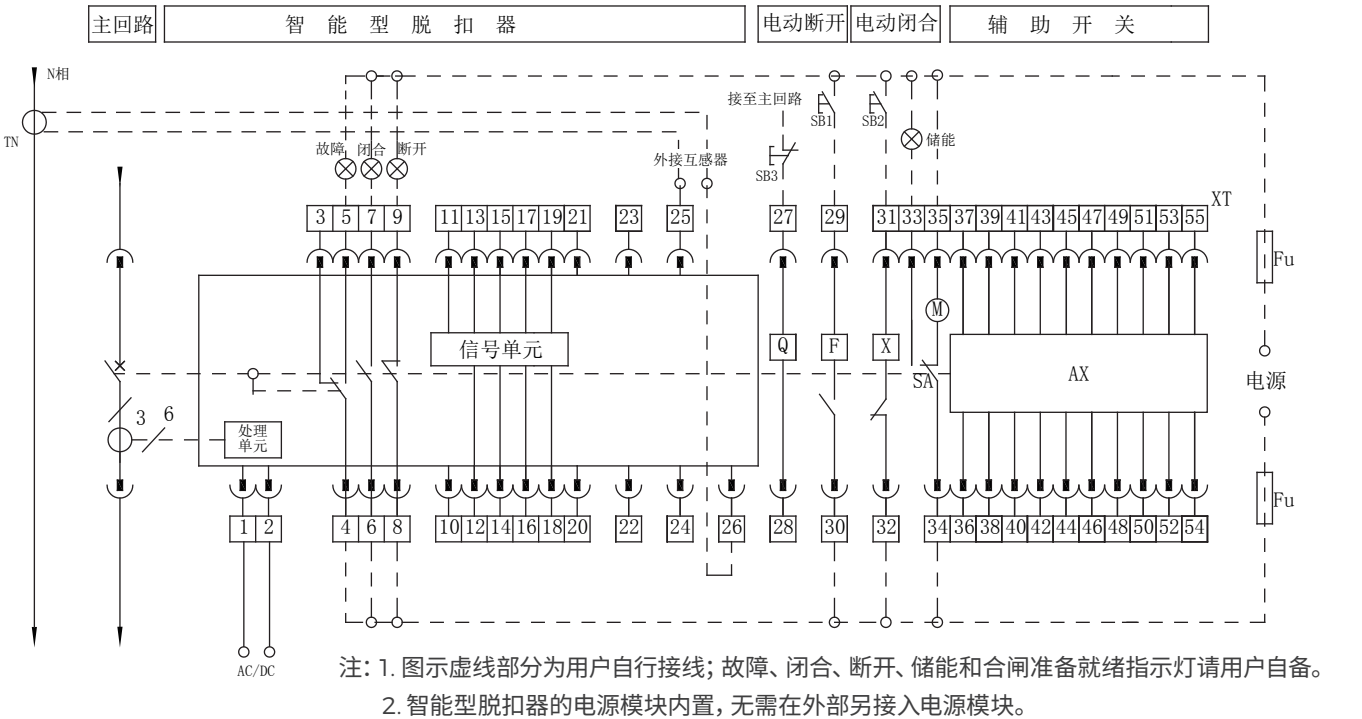 主回路 智能型脱扣器 电动断开 电动闭合 辅助开关
N相
接至主回路
SB1 SB2
TN
故障 闭合 断开 外接互感器 储能
SB3
XT
3 5 7 9 11 13 15 17 19 21 23 25 27 29 31 33 35 37 39 41 43 45 47 49 51 53 55
Fu
M
信号单元 Q F X
SA AX 电源
3 6
处理
单元
Fu
1 2 4 6 8 10 12 14 16 18 20 22 24 26 28 30 32 34 36 38 40 42 44 46 48 50 52 54
AC/DC
注：1. 图示虚线部分为用户自行接线；故障、闭合、断开、储能和合闸准备就绪指示灯请用户自备。
2. 智能型脱扣器的电源模块内置，无需在外部另接入电源模块。